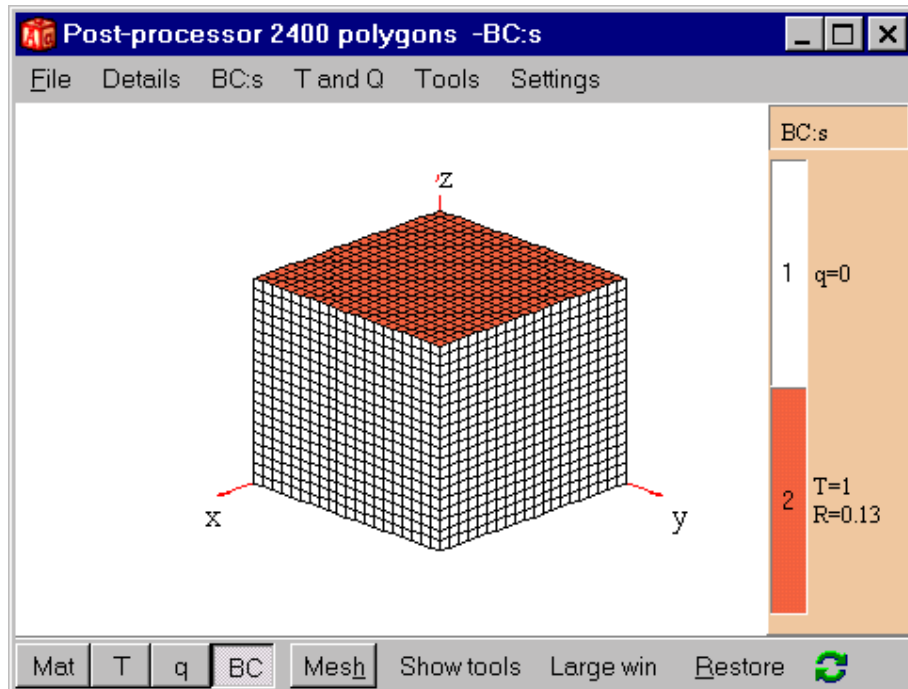 Post-processor 2400 polygons -BC:s
File Details BC:s T and Q Tools Settings
BC:s
z
1 q=0
T=1
2
R=0.13
x
y
Mat T q BC Mesh Show tools Large win Restore